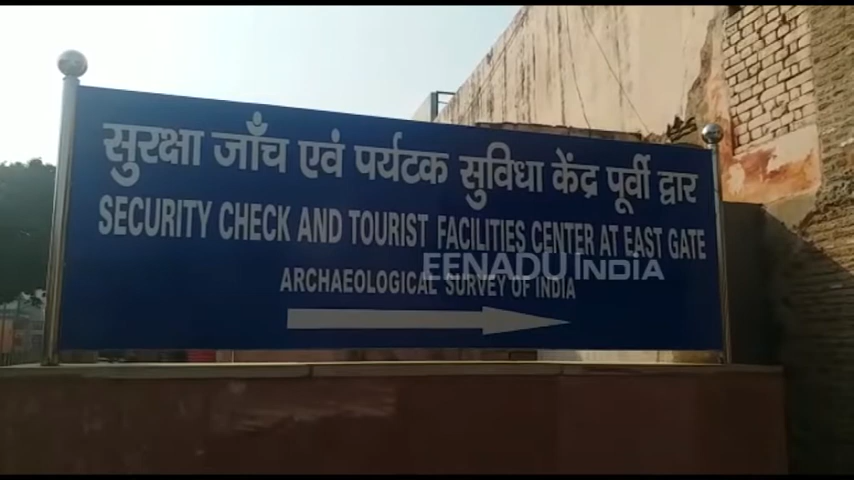 सुरक्षा जाँच एवं पर्यटक सुविधा केंद्र पूर्वी द्वार
SECURITY CHECK AND TOURIST FACILITIES CENTER AT EAST GATE
EENADU INDIA
ARCHAEOLOGICAL SURVEY OF INDIA